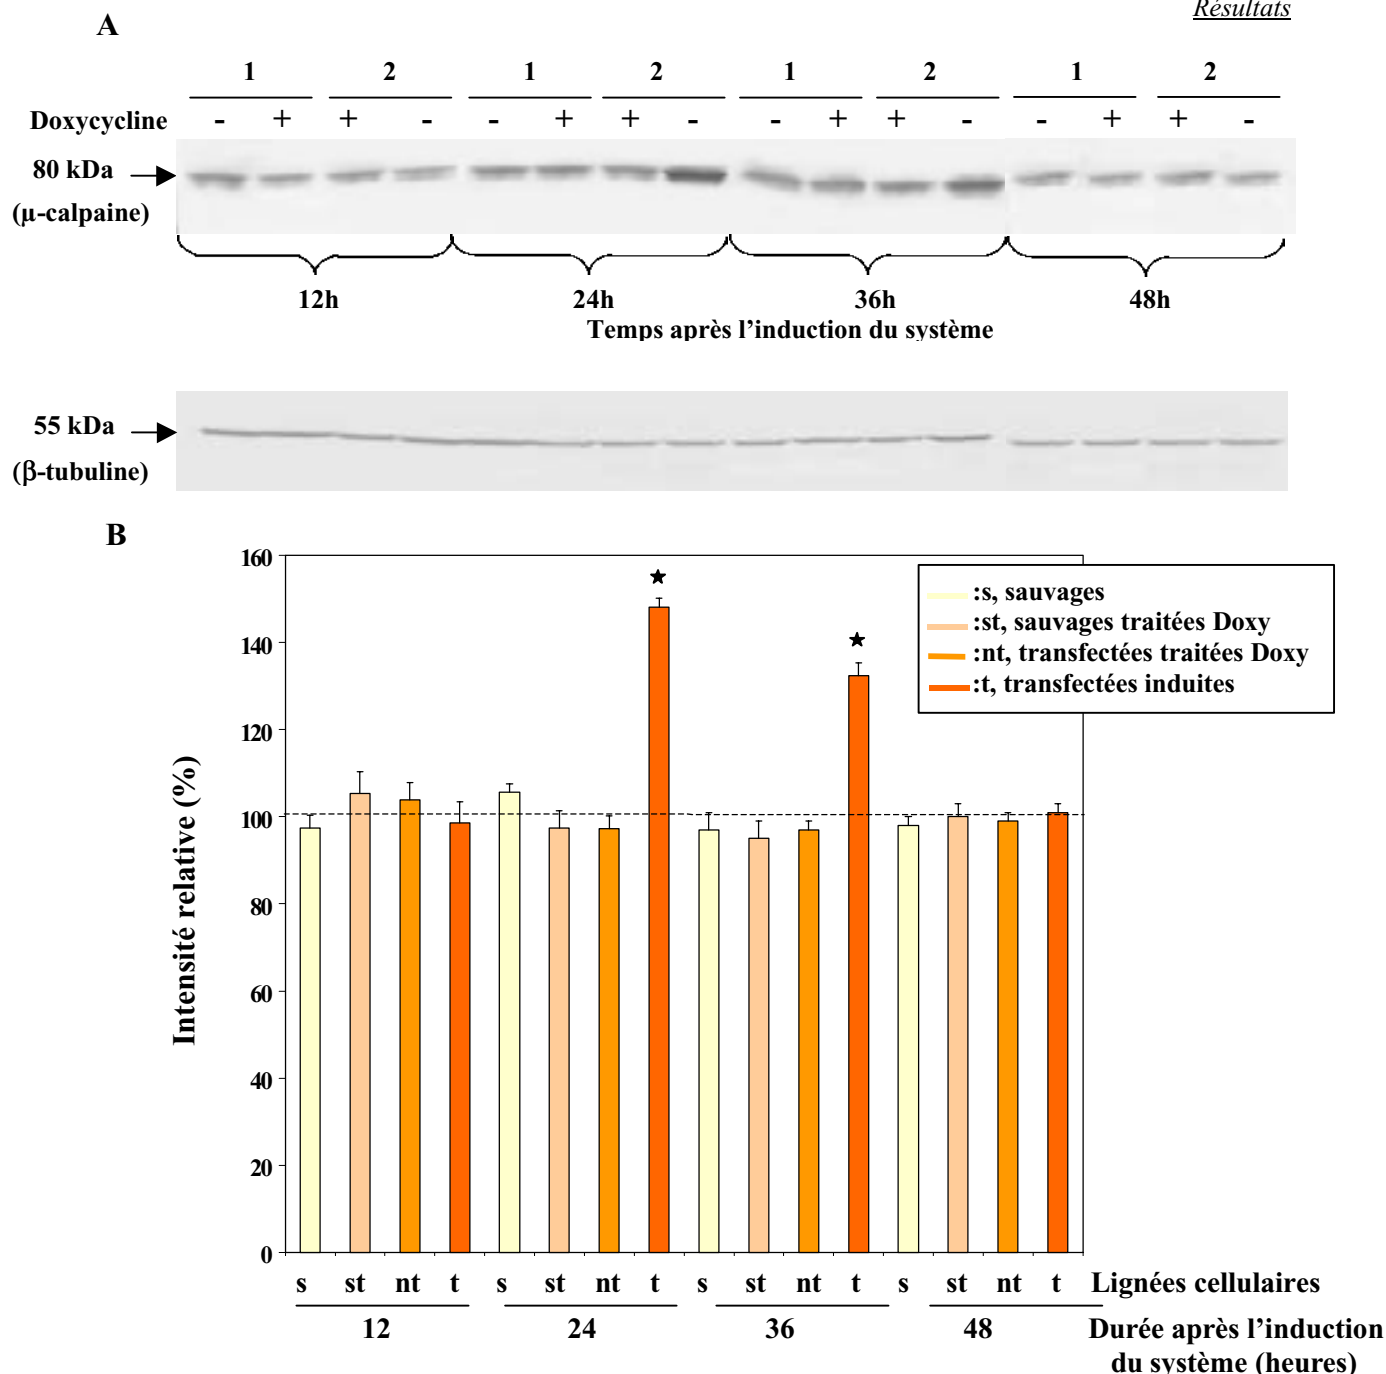 Résultats
A
1 2 1 2 1 2 1 2
Doxycycline - + + - - + + - - + + - - + + -
80 kDa
(µ-calpaine)
12h 24h 36h 48h
Temps après l'induction du système
55 kDa
(β-tubuline)
B
160
140
120
100
80
60
40
20
0
Intensité relative (%)
:s, sauvages
:st, sauvages traitées Doxy
:nt, transfectées traitées Doxy
:t, transfectées induites
s st nt t s st nt t s st nt t s st nt t Lignées cellulaires
12 24 36 48 Durée après l'induction
du système (heures)